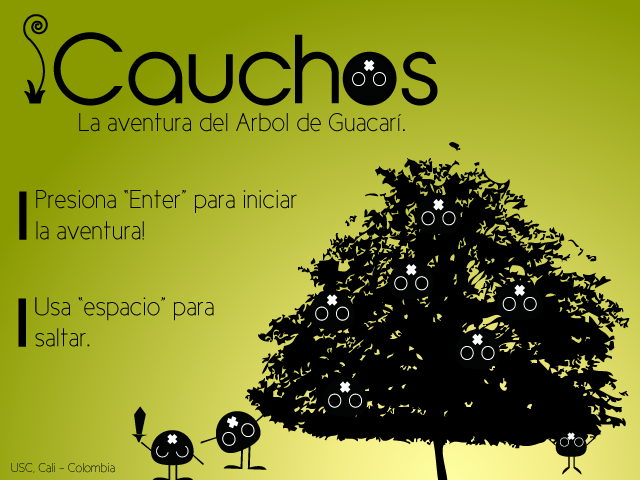 Cauchos
La aventura del Arbol de Guacarí.
Presiona “Enter” para iniciar
la aventura!
Usa “espacio” para
saltar.
USC, Cali - Colombia